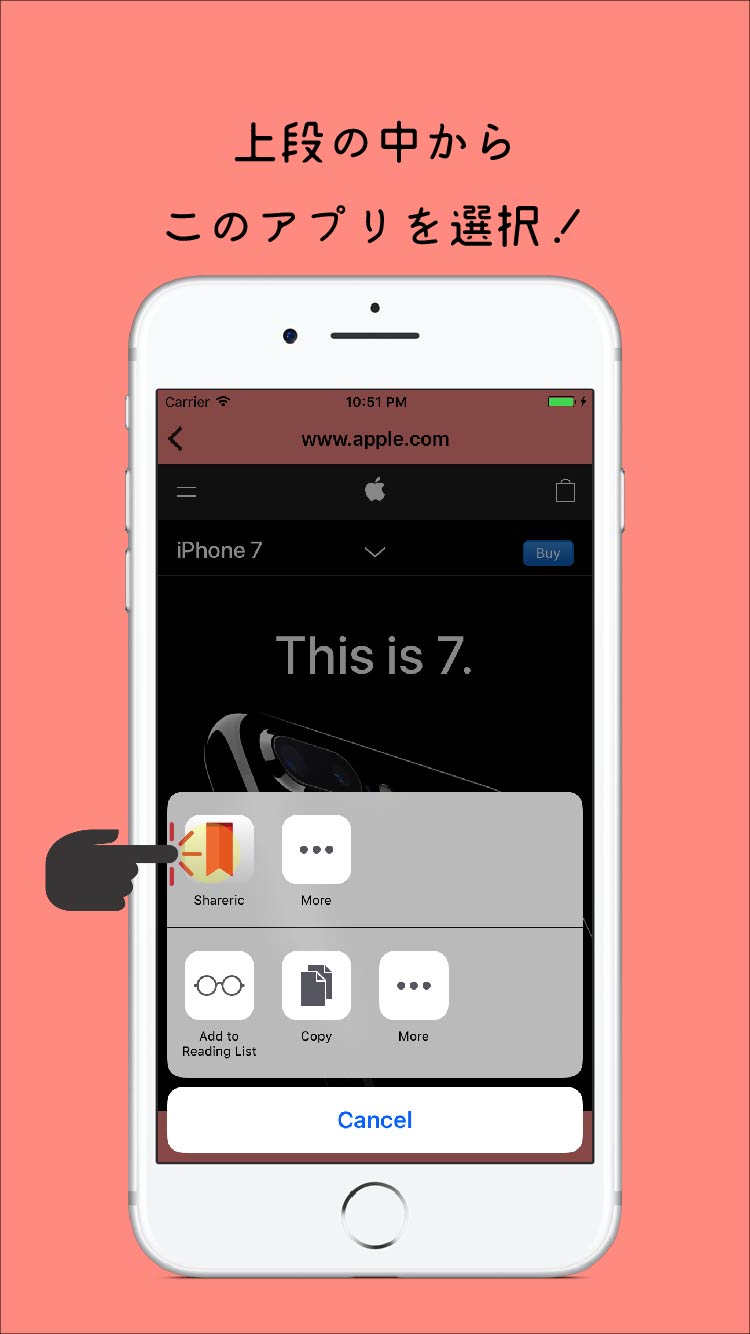 上段の中から
このアプリを選択!
Carrier 10:51 PM
www.apple.com
iPhone 7 Buy
This is 7.
Shareric More
Add to Reading List Copy More
Cancel